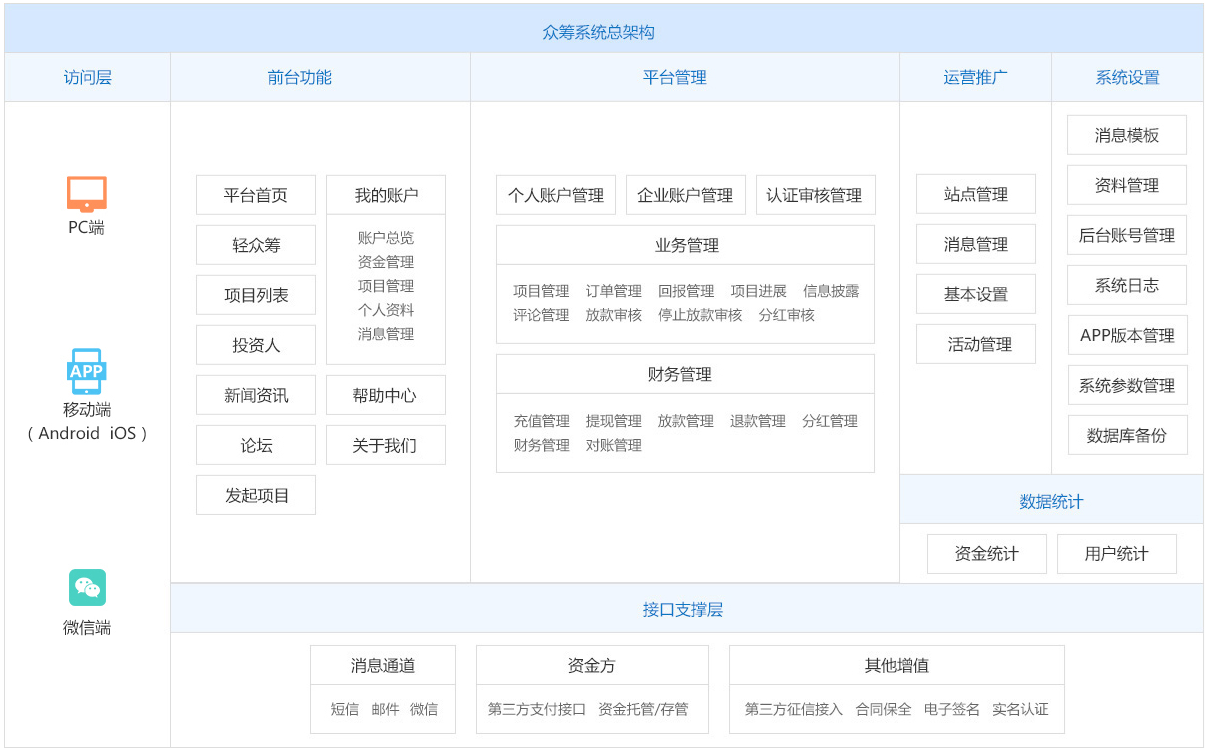 众筹系统总架构
访问层
前台功能
平台管理
运营推广
系统设置
PC端
APP
移动端
（Android iOS）
微信端
平台首页
轻众筹
项目列表
投资人
新闻资讯
论坛
发起项目
我的账户
账户总览
资金管理
项目管理
个人资料
消息管理
帮助中心
关于我们
个人账户管理
企业账户管理
认证审核管理
业务管理
项目管理 订单管理 回报管理 项目进展 信息披露
评论管理 放款审核 停止放款审核 分红审核
财务管理
充值管理 提现管理 放款管理 退款管理 分红管理
财务管理 对账管理
站点管理
消息管理
基本设置
活动管理
消息模板
资料管理
后台账号管理
系统日志
APP版本管理
系统参数管理
数据库备份
数据统计
资金统计
用户统计
接口支撑层
消息通道
短信 邮件 微信
资金方
第三方支付接口 资金托管/存管
其他增值
第三方征信接入 合同保全 电子签名 实名认证